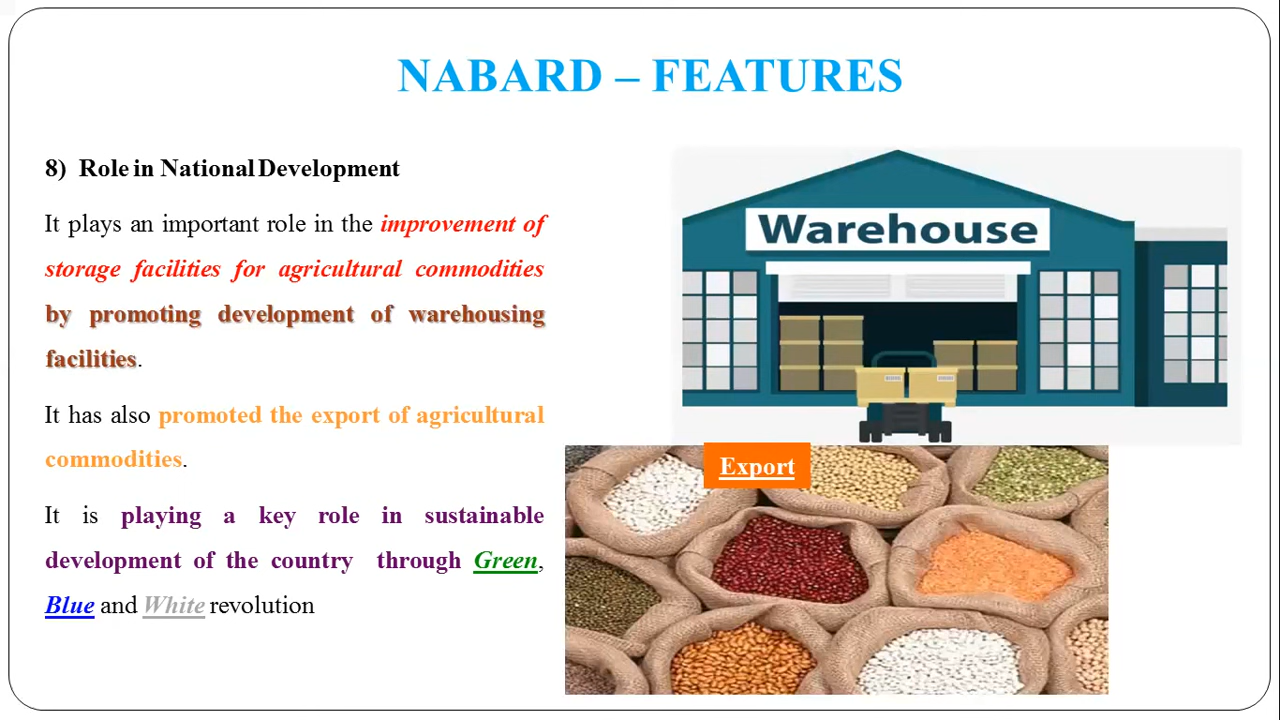 NABARD – FEATURES
8) Role in National Development
It plays an important role in the improvement of
storage facilities for agricultural commodities
by promoting development of warehousing
facilities.
It has also promoted the export of agricultural
commodities.
It is playing a key role in sustainable
development of the country through Green,
Blue and White revolution
Warehouse
Export